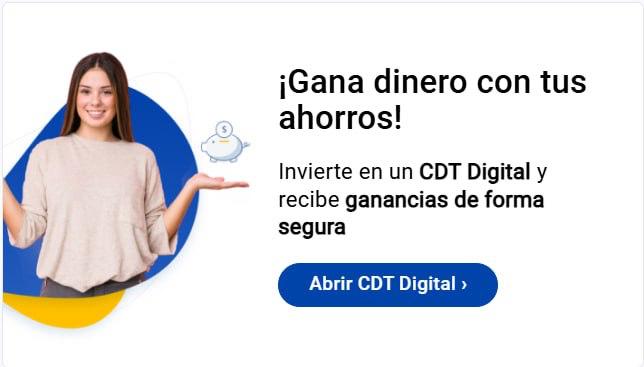 ¡Gana dinero con tus
ahorros!
$
Invierte en un CDT Digital y
recibe ganancias de forma
segura
Abrir CDT Digital ›